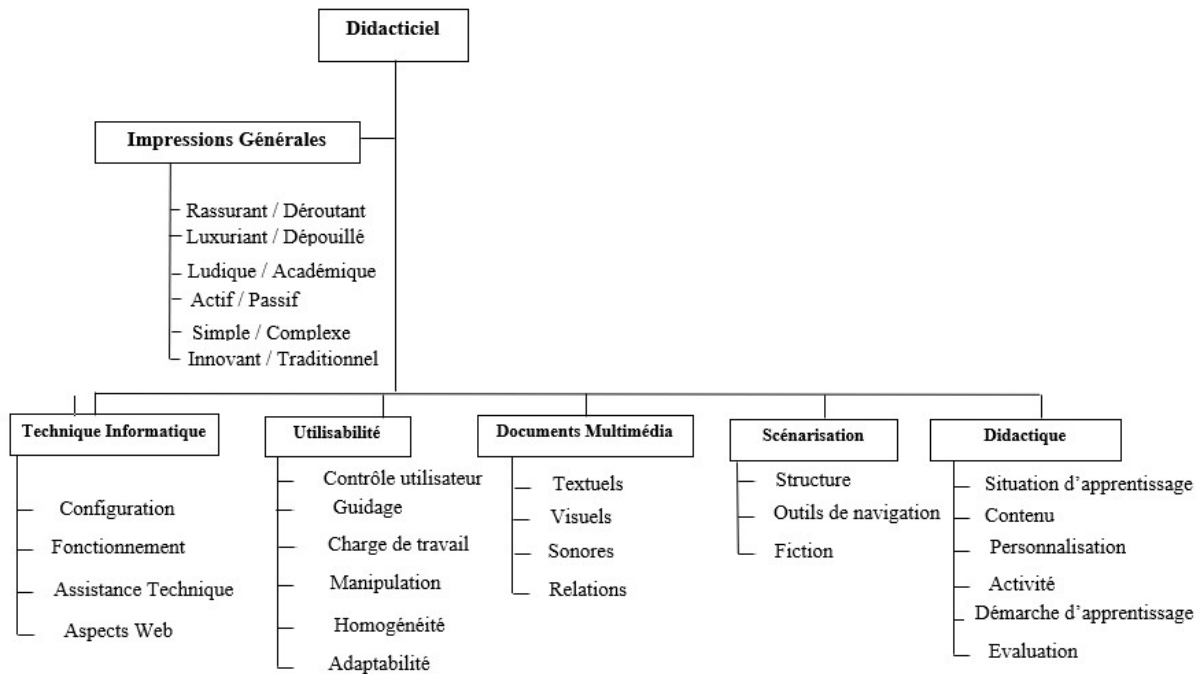 Didacticiel
Impressions Générales
Rassurant / Déroutant
Luxuriant / Dépouillé
Ludique / Académique
Actif / Passif
Simple / Complexe
Innovant / Traditionnel
Technique Informatique
Configuration
Fonctionnement
Assistance Technique
Aspects Web
Utilisabilité
Contrôle utilisateur
Guidage
Charge de travail
Manipulation
Homogénéité
Adaptabilité
Documents Multimédia
Textuels
Visuels
Sonores
Relations
Scénarisation
Structure
Outils de navigation
Fiction
Didactique
Situation d’apprentissage
Contenu
Personnalisation
Activité
Démarche d’apprentissage
Evaluation